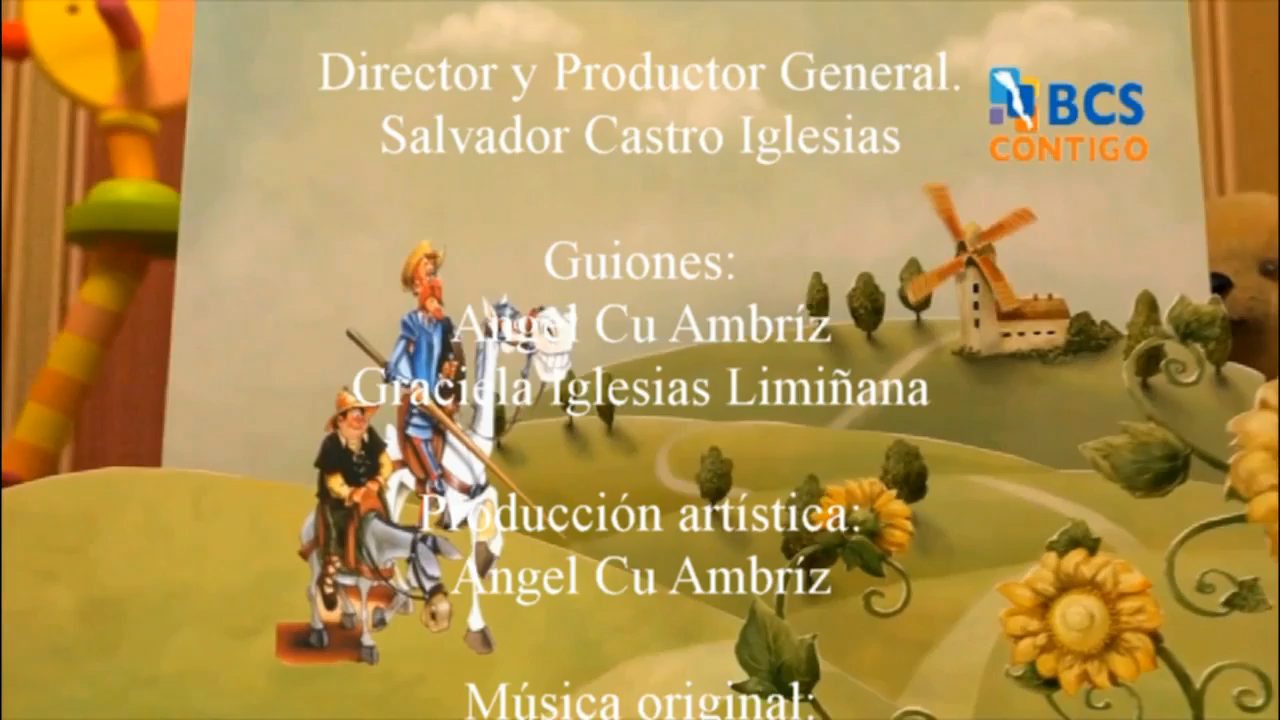 Director y Productor General.
Salvador Castro Iglesias
BCS
CONTIGO
Guiones:
Angel Cu Ambríz
Graciela Iglesias Limiñana
Producción artística:
Angel Cu Ambríz
Música original: